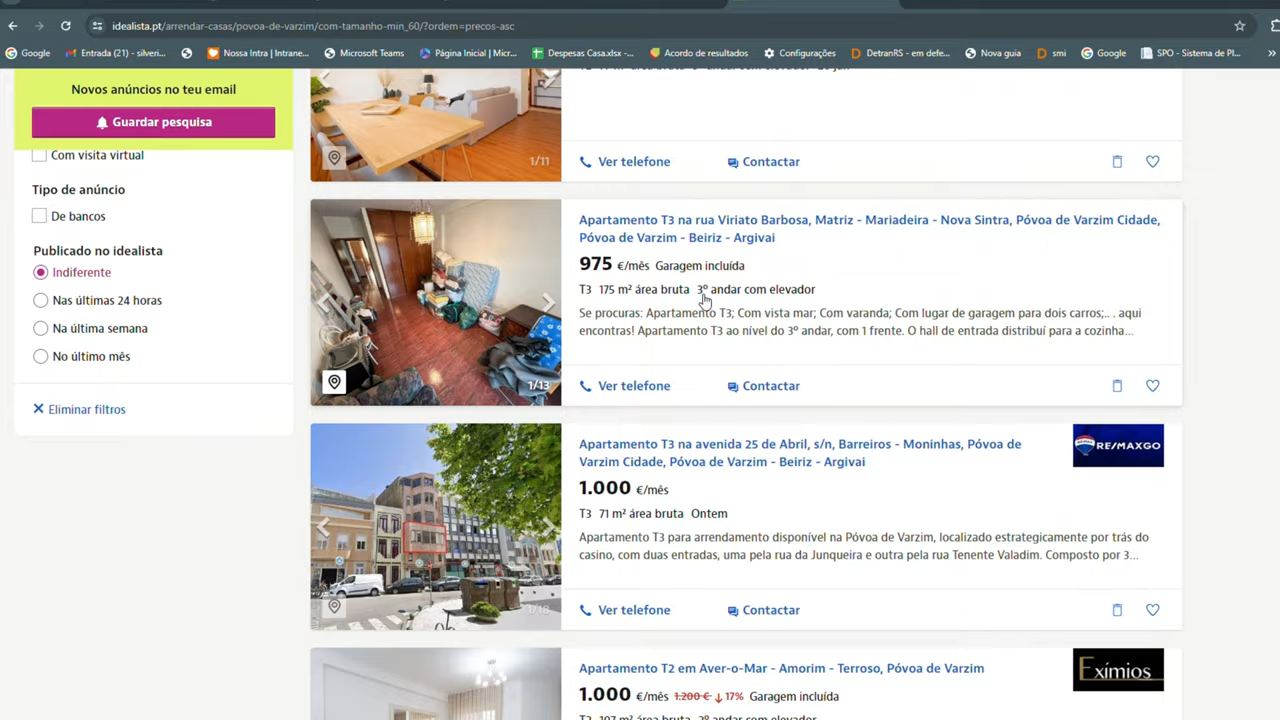 idealista.pt/arrendar-casas/povoa-de-varzim/com-tamanho-min_60/?ordem=precos-asc
Google
Entrada (21) - silveri...
Nossa Intra | Intrane...
Microsoft Teams
Página Inicial | Micr...
Despesas Casa.xlsx -...
Acordo de resultados
Configurações
DetranRS - em defe...
Nova guia
smi
Google
SPO - Sistema de Pl...
»
Novos anúncios no teu email
Guardar pesquisa
Com visita virtual
Tipo de anúncio
De bancos
Publicado no idealista
Indiferente
Nas últimas 24 horas
Na última semana
No último mês
Eliminar filtros
1/11
Ver telefone
Contactar
1/13
Apartamento T3 na rua Viriato Barbosa, Matriz - Mariadeira - Nova Sintra, Póvoa de Varzim Cidade,
Póvoa de Varzim - Beiriz - Argivai
975 €/mês Garagem incluída
T3 175 m² área bruta 3º andar com elevador
Se procuras: Apartamento T3; Com vista mar; Com varanda; Com lugar de garagem para dois carros;.. . aqui
encontras! Apartamento T3 ao nível do 3º andar, com 1 frente. O hall de entrada distribuí para a cozinha...
Ver telefone
Contactar
1/18
Apartamento T3 na avenida 25 de Abril, s/n, Barreiros - Moninhas, Póvoa de
Varzim Cidade, Póvoa de Varzim - Beiriz - Argivai
RE/MAXGO
1.000 €/mês
T3 71 m² área bruta Ontem
Apartamento T3 para arrendamento disponível na Póvoa de Varzim, localizado estrategicamente por trás do
casino, com duas entradas, uma pela rua da Junqueira e outra pela rua Tenente Valadim. Composto por 3...
Ver telefone
Contactar
Apartamento T2 em Aver-o-Mar - Amorim - Terroso, Póvoa de Varzim
Exímios
1.000 €/mês 1.200 € 17% Garagem incluída
T2 107 m² área bruta 2º andar com elevador